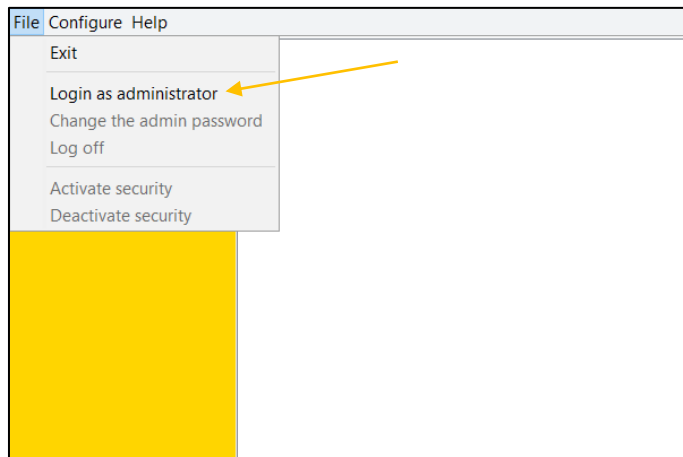 File Configure Help
Exit
Login as administrator
Change the admin password
Log off
Activate security
Deactivate security